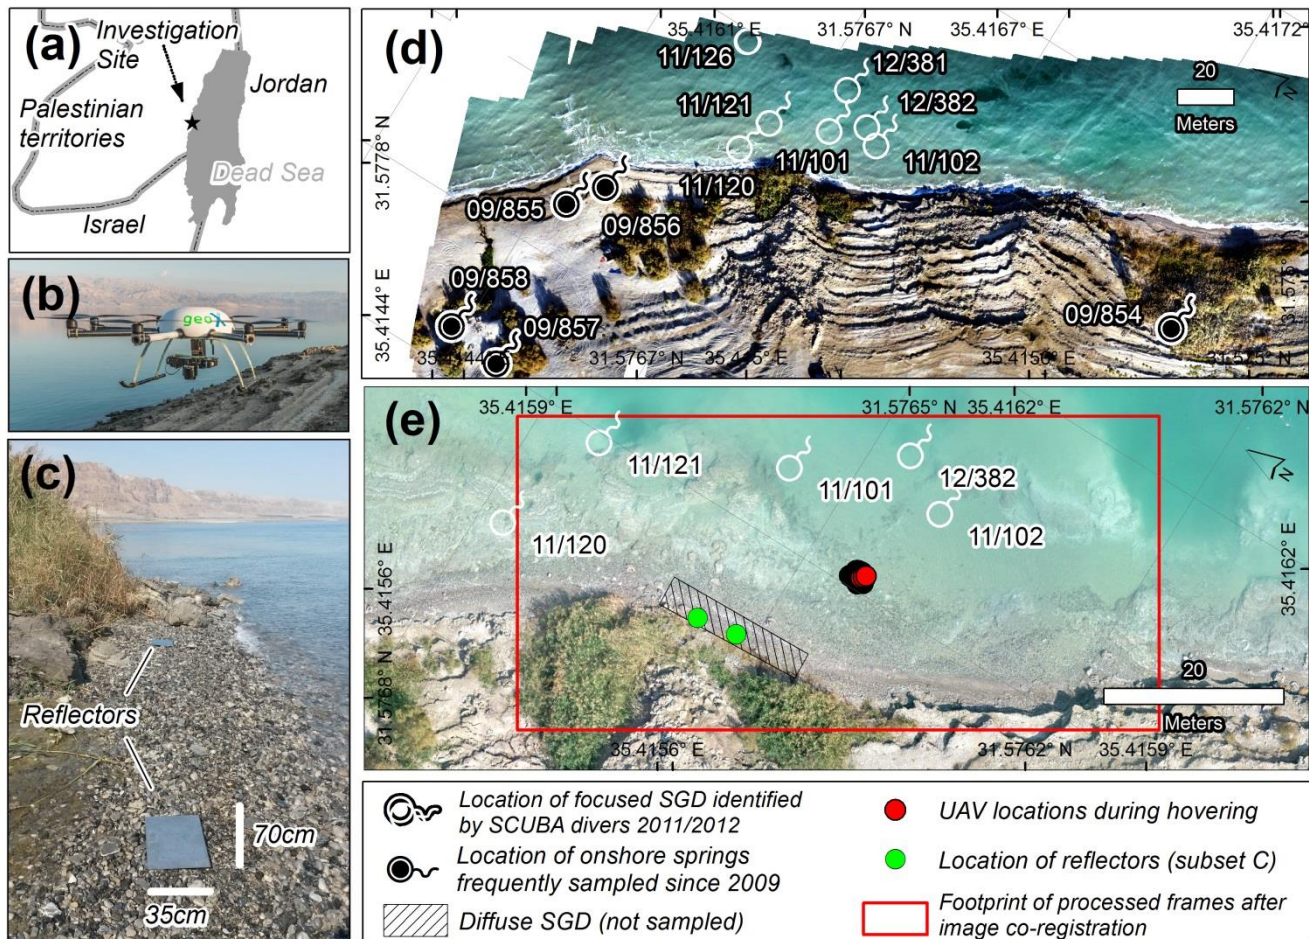 (a)
Investigation
Site
Jordan
Palestinian
territories
Dead Sea
Israel
(b)
geo
(c)
Reflectors
70cm
35cm
(d)
35.4161° E
31.5767° N
35.4167° E
35.4172° E
11/126
12/381
20
N
11/121
12/382
Meters
31.5778° N
11/101
11/102
11/120
09/855
09/856
09/858
09/854
09/857
35.4144° E
31.5767° N
35.4156° E
(e)
35.4159° E
31.5765° N
35.4162° E
31.5762° N
N
11/121
11/101
12/382
11/120
11/102
35.4156° E
35.4162° E
20
31.5768° N
Meters
35.4156° E
31.5762° N
35.4159° E
Location of focused SGD identified
by SCUBA divers 2011/2012
Location of onshore springs
frequently sampled since 2009
Diffuse SGD (not sampled)
UAV locations during hovering
Location of reflectors (subset C)
Footprint of processed frames after
image co-registration